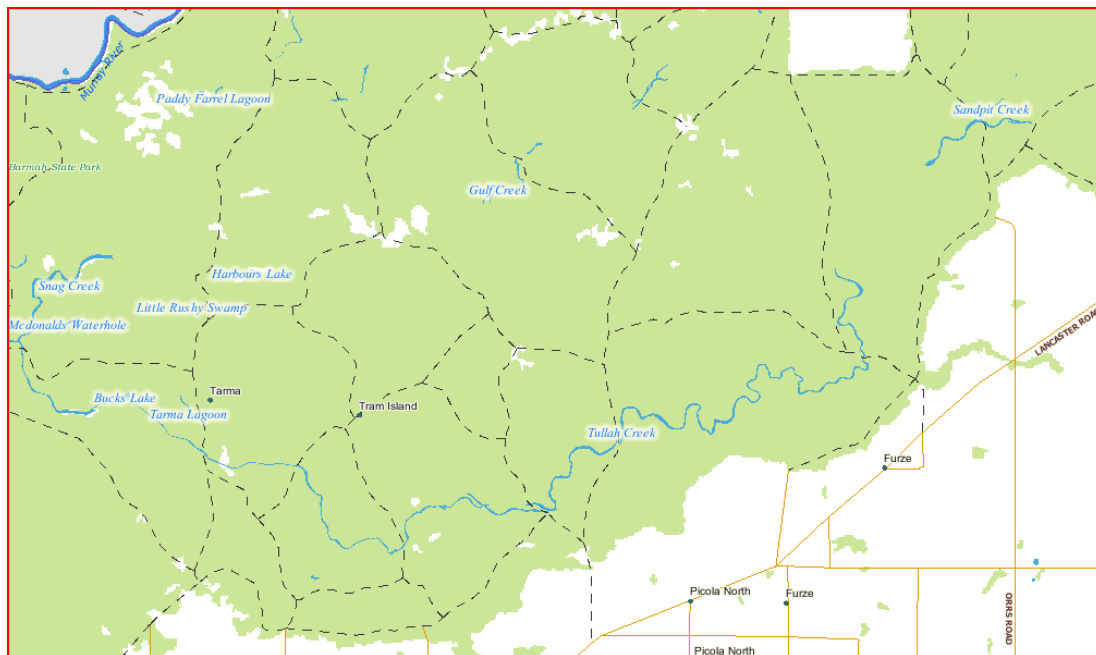 Murray River
Paddy Farrel Lagoon
Sandpit Creek
Barmah State Park
Gulf Creek
Harbours Lake
Snag Creek
Little Rushy Swamp
Mcdonalds Waterhole
LANCASTER ROAD
Tarma
Bucks Lake
Tram Island
Tarma Lagoon
Tullah Creek
Furze
Picola North
Furze
ORRS ROAD
Picola North